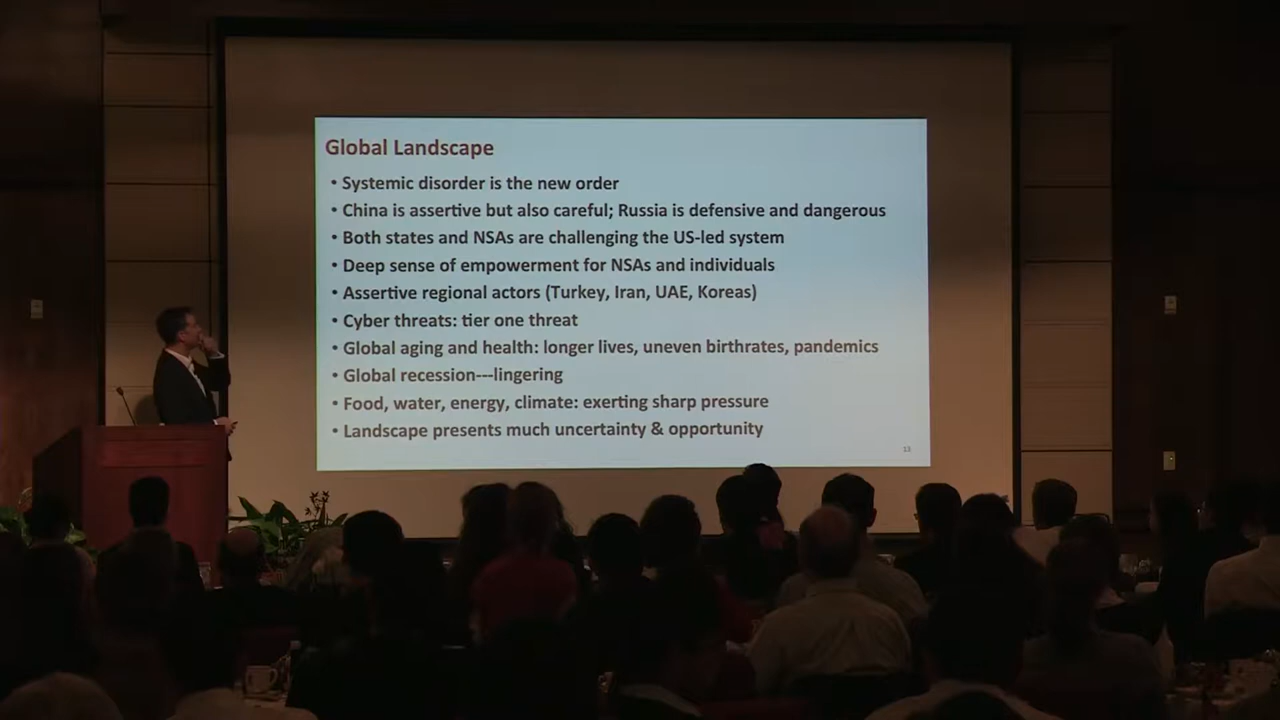 Global Landscape
• Systemic disorder is the new order
• China is assertive but also careful; Russia is defensive and dangerous
• Both states and NSAs are challenging the US-led system
• Deep sense of empowerment for NSAs and individuals
• Assertive regional actors (Turkey, Iran, UAE, Koreas)
• Cyber threats: tier one threat
• Global aging and health: longer lives, uneven birthrates, pandemics
• Global recession---lingering
• Food, water, energy, climate: exerting sharp pressure
• Landscape presents much uncertainty & opportunity
13